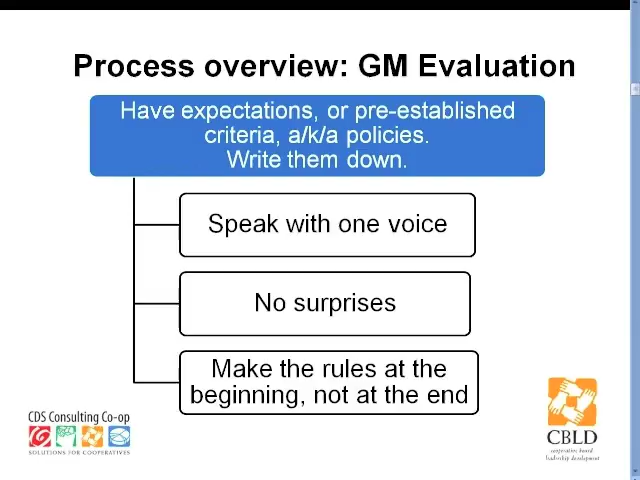 Process overview: GM Evaluation
Have expectations, or pre-established
criteria, a/k/a policies.
Write them down.
Speak with one voice
No surprises
Make the rules at the
beginning, not at the end
CDS Consulting Co-op
SOLUTIONS FOR COOPERATIVES
CBLD
cooperative board
leadership development